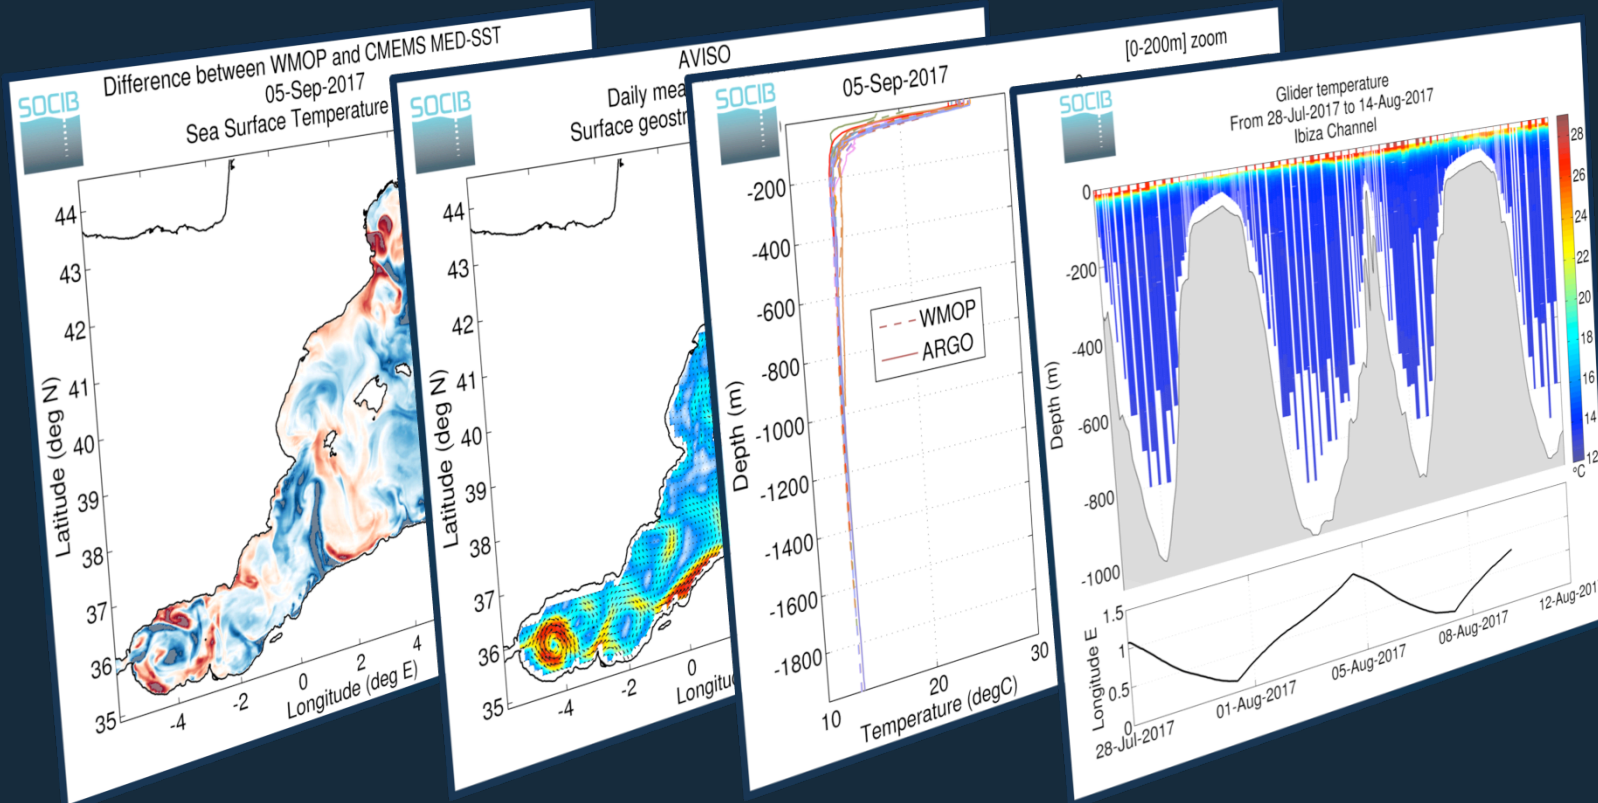 Difference between WMOP and CMEMS MED-SST
05-Sep-2017
Sea Surface Temperature
SOCIB
44
43
42
41
40
39
38
37
36
35
Latitude (deg N)
-4
-2
0
2
4
Longitude (deg E)
AVISO
Daily
Surface
SOCIB
44
43
42
41
40
39
38
37
36
35
Latitude (deg N)
-4
-2
0
SOCIB
05-Sep-2017
[0-200m] zoom
-200
-400
-600
-800
-1000
-1200
-1400
-1600
-1800
Depth (m)
WMOP
ARGO
10
20
30
Temperature (degC)
SOCIB
Glider temperature
From 28-Jul-2017 to 14-Aug-2017
Ibiza Channel
0
-200
-400
-600
-800
-1000
Depth (m)
28
26
24
22
20
18
16
14
12
°C
1.5
1
0.5
0
Longitude E
28-Jul-2017
01-Aug-2017
05-Aug-2017
08-Aug-2017
12-Aug-201